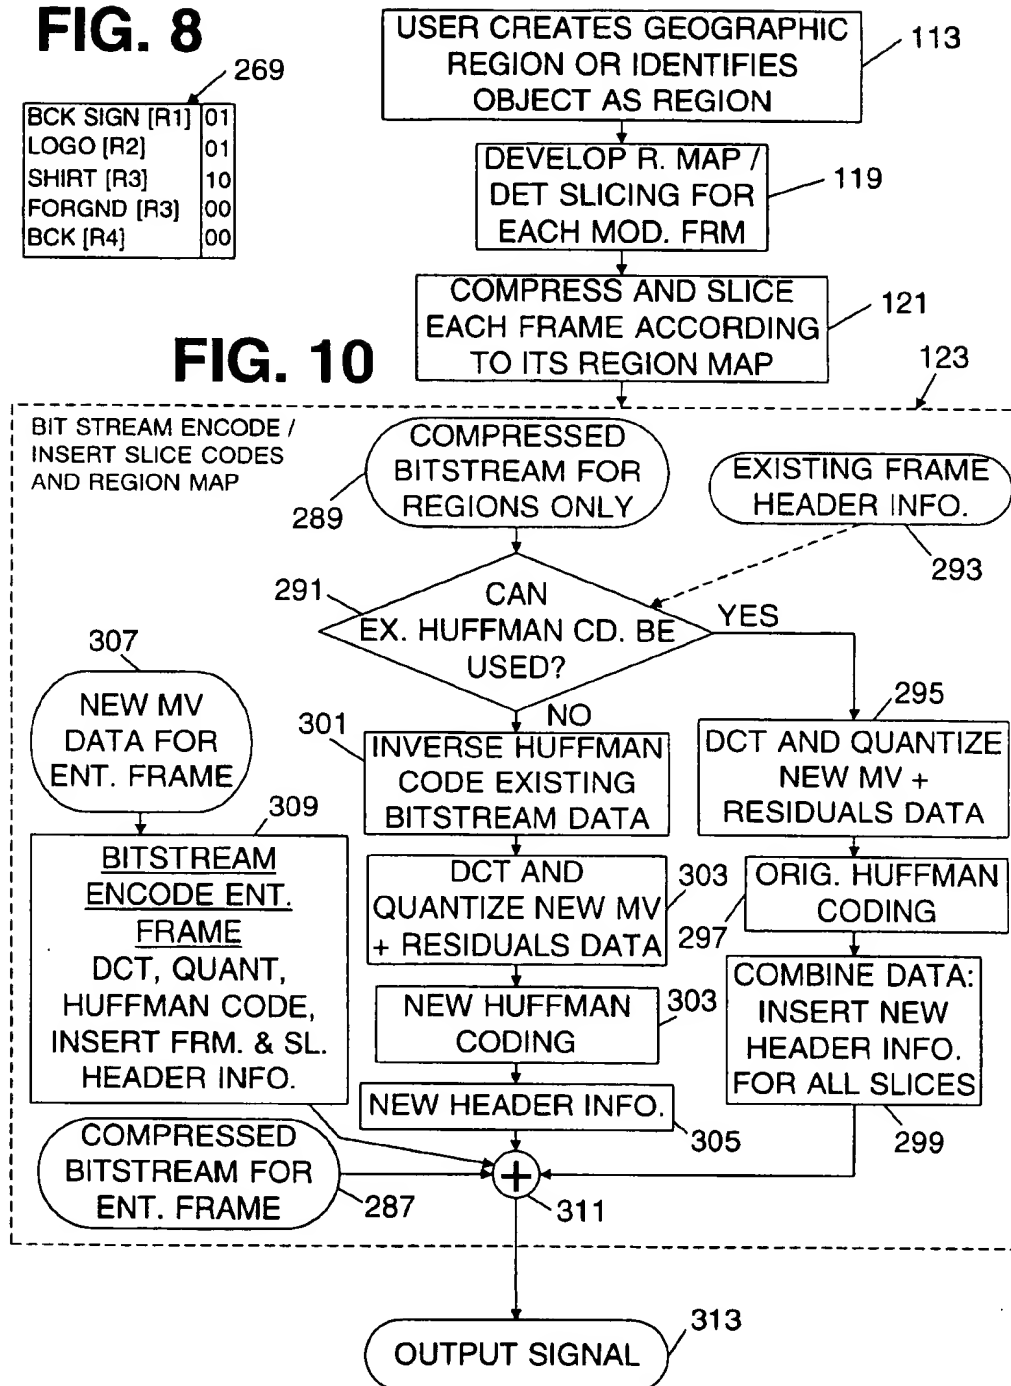 FIG. 8
269
BCK SIGN [R1] 01
LOGO [R2] 01
SHIRT [R3] 10
FORGND [R3] 00
BCK [R4] 00
USER CREATES GEOGRAPHIC
REGION OR IDENTIFIES
OBJECT AS REGION
113
DEVELOP R. MAP /
DET SLICING FOR
EACH MOD. FRM
119
COMPRESS AND SLICE
EACH FRAME ACCORDING
TO ITS REGION MAP
121
FIG. 10
123
BIT STREAM ENCODE /
INSERT SLICE CODES
AND REGION MAP
COMPRESSED
BITSTREAM FOR
REGIONS ONLY
289
EXISTING FRAME
HEADER INFO.
293
291
CAN
EX. HUFFMAN CD. BE
USED?
YES
NO
307
NEW MV
DATA FOR
ENT. FRAME
301
INVERSE HUFFMAN
CODE EXISTING
BITSTREAM DATA
295
DCT AND QUANTIZE
NEW MV +
RESIDUALS DATA
309
BITSTREAM
ENCODE ENT.
FRAME
DCT, QUANT,
HUFFMAN CODE,
INSERT FRM. & SL.
HEADER INFO.
DCT AND
QUANTIZE NEW MV
+ RESIDUALS DATA
303
ORIG. HUFFMAN
CODING
297
NEW HUFFMAN
CODING
303
COMBINE DATA:
INSERT NEW
HEADER INFO.
FOR ALL SLICES
299
NEW HEADER INFO.
305
COMPRESSED
BITSTREAM FOR
ENT. FRAME
287
+
311
OUTPUT SIGNAL
313